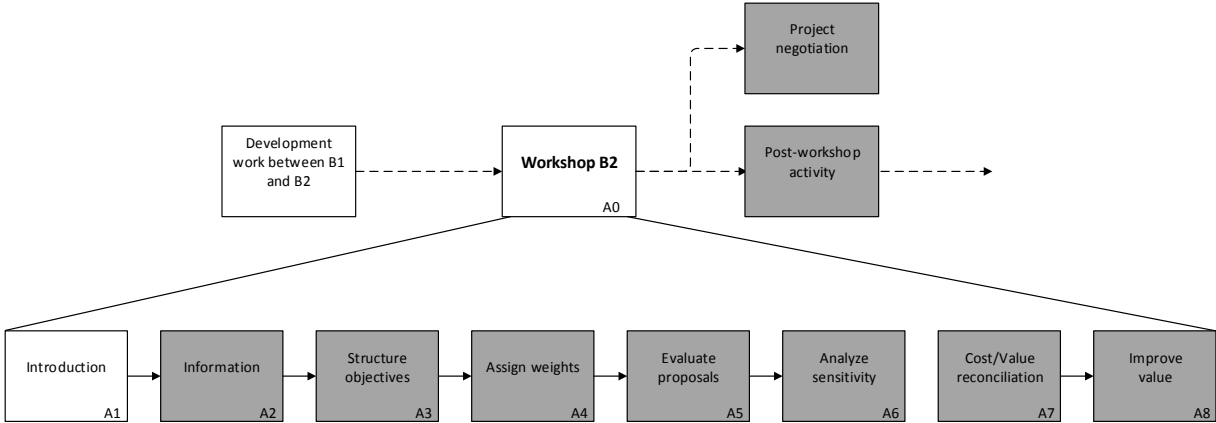 Project
negotiation
Development
work between B1
and B2
Workshop B2
A0
Post-workshop
activity
Introduction
A1
Information
A2
Structure
objectives
A3
Assign weights
A4
Evaluate
proposals
A5
Analyze
sensitivity
A6
Cost/Value
reconciliation
A7
Improve
value
A8